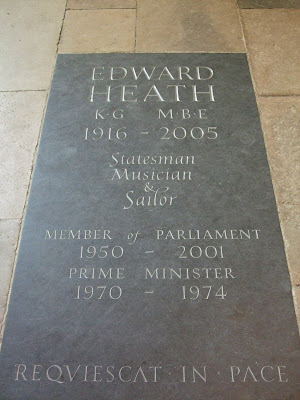 EDWARD
HEATH
K·G M·B·E
1916 - 2005
Statesman
Musician
&
Sailor
MEMBER of PARLIAMENT
1950 - 2001
PRIME MINISTER
1970 - 1974
REQVIESCAT · IN · PACE